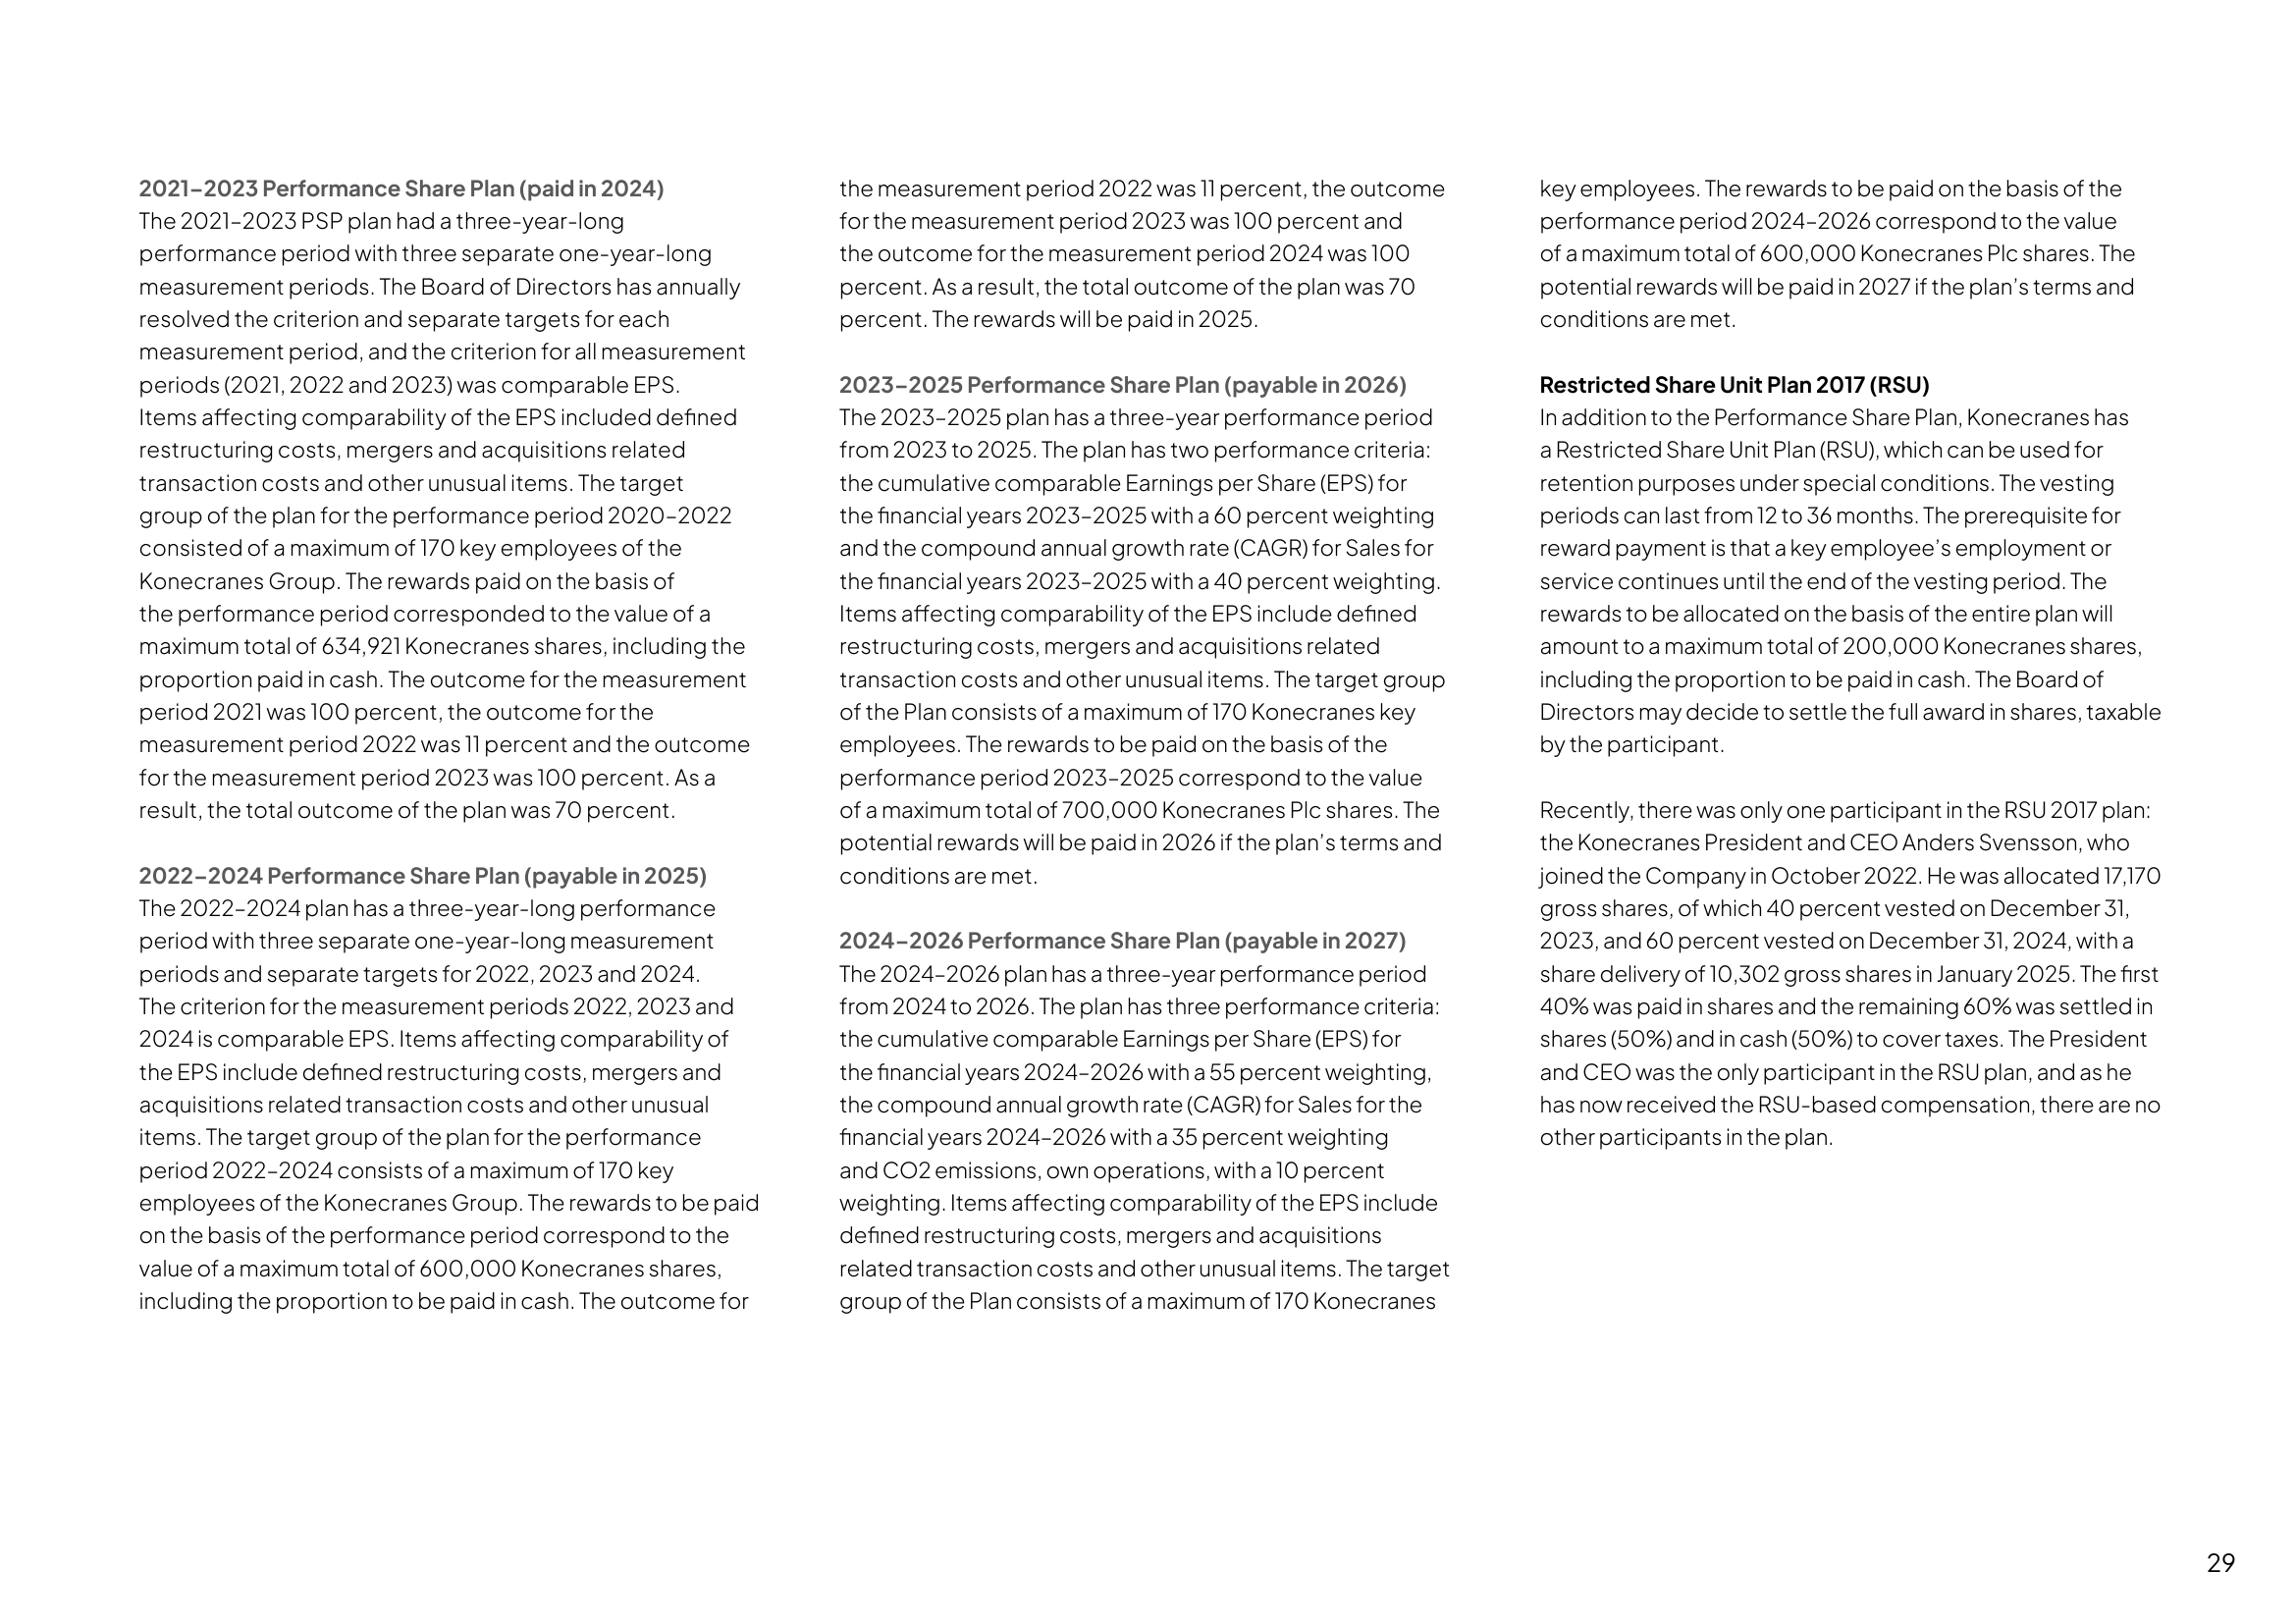 2021–2023 Performance Share Plan (paid in 2024)
The 2021–2023 PSP plan had a three-year-long
performance period with three separate one-year-long
measurement periods. The Board of Directors has annually
resolved the criterion and separate targets for each
measurement period, and the criterion for all measurement
periods (2021, 2022 and 2023) was comparable EPS.
Items affecting comparability of the EPS included defined
restructuring costs, mergers and acquisitions related
transaction costs and other unusual items. The target
group of the plan for the performance period 2020–2022
consisted of a maximum of 170 key employees of the
Konecranes Group. The rewards paid on the basis of
the performance period corresponded to the value of a
maximum total of 634,921 Konecranes shares, including the
proportion paid in cash. The outcome for the measurement
period 2021 was 100 percent, the outcome for the
measurement period 2022 was 11 percent and the outcome
for the measurement period 2023 was 100 percent. As a
result, the total outcome of the plan was 70 percent.
2022–2024 Performance Share Plan (payable in 2025)
The 2022–2024 plan has a three-year-long performance
period with three separate one-year-long measurement
periods and separate targets for 2022, 2023 and 2024.
The criterion for the measurement periods 2022, 2023 and
2024 is comparable EPS. Items affecting comparability of
the EPS include defined restructuring costs, mergers and
acquisitions related transaction costs and other unusual
items. The target group of the plan for the performance
period 2022–2024 consists of a maximum of 170 key
employees of the Konecranes Group. The rewards to be paid
on the basis of the performance period correspond to the
value of a maximum total of 600,000 Konecranes shares,
including the proportion to be paid in cash. The outcome for
the measurement period 2022 was 11 percent, the outcome
for the measurement period 2023 was 100 percent and
the outcome for the measurement period 2024 was 100
percent. As a result, the total outcome of the plan was 70
percent. The rewards will be paid in 2025.
2023–2025 Performance Share Plan (payable in 2026)
The 2023–2025 plan has a three-year performance period
from 2023 to 2025. The plan has two performance criteria:
the cumulative comparable Earnings per Share (EPS) for
the financial years 2023–2025 with a 60 percent weighting
and the compound annual growth rate (CAGR) for Sales for
the financial years 2023–2025 with a 40 percent weighting.
Items affecting comparability of the EPS include defined
restructuring costs, mergers and acquisitions related
transaction costs and other unusual items. The target group
of the Plan consists of a maximum of 170 Konecranes key
employees. The rewards to be paid on the basis of the
performance period 2023–2025 correspond to the value
of a maximum total of 700,000 Konecranes Plc shares. The
potential rewards will be paid in 2026 if the plan's terms and
conditions are met.
2024–2026 Performance Share Plan (payable in 2027)
The 2024–2026 plan has a three-year performance period
from 2024 to 2026. The plan has three performance criteria:
the cumulative comparable Earnings per Share (EPS) for
the financial years 2024–2026 with a 55 percent weighting,
the compound annual growth rate (CAGR) for Sales for the
financial years 2024–2026 with a 35 percent weighting
and CO2 emissions, own operations, with a 10 percent
weighting. Items affecting comparability of the EPS include
defined restructuring costs, mergers and acquisitions
related transaction costs and other unusual items. The target
group of the Plan consists of a maximum of 170 Konecranes
key employees. The rewards to be paid on the basis of the
performance period 2024–2026 correspond to the value
of a maximum total of 600,000 Konecranes Plc shares. The
potential rewards will be paid in 2027 if the plan’s terms and
conditions are met.
Restricted Share Unit Plan 2017 (RSU)
In addition to the Performance Share Plan, Konecranes has
a Restricted Share Unit Plan (RSU), which can be used for
retention purposes under special conditions. The vesting
periods can last from 12 to 36 months. The prerequisite for
reward payment is that a key employee’s employment or
service continues until the end of the vesting period. The
rewards to be allocated on the basis of the entire plan will
amount to a maximum total of 200,000 Konecranes shares,
including the proportion to be paid in cash. The Board of
Directors may decide to settle the full award in shares, taxable
by the participant.
Recently, there was only one participant in the RSU 2017 plan:
the Konecranes President and CEO Anders Svensson, who
joined the Company in October 2022. He was allocated 17,170
gross shares, of which 40 percent vested on December 31,
2023, and 60 percent vested on December 31, 2024, with a
share delivery of 10,302 gross shares in January 2025. The first
40% was paid in shares and the remaining 60% was settled in
shares (50%) and in cash (50%) to cover taxes. The President
and CEO was the only participant in the RSU plan, and as he
has now received the RSU-based compensation, there are no
other participants in the plan.
29